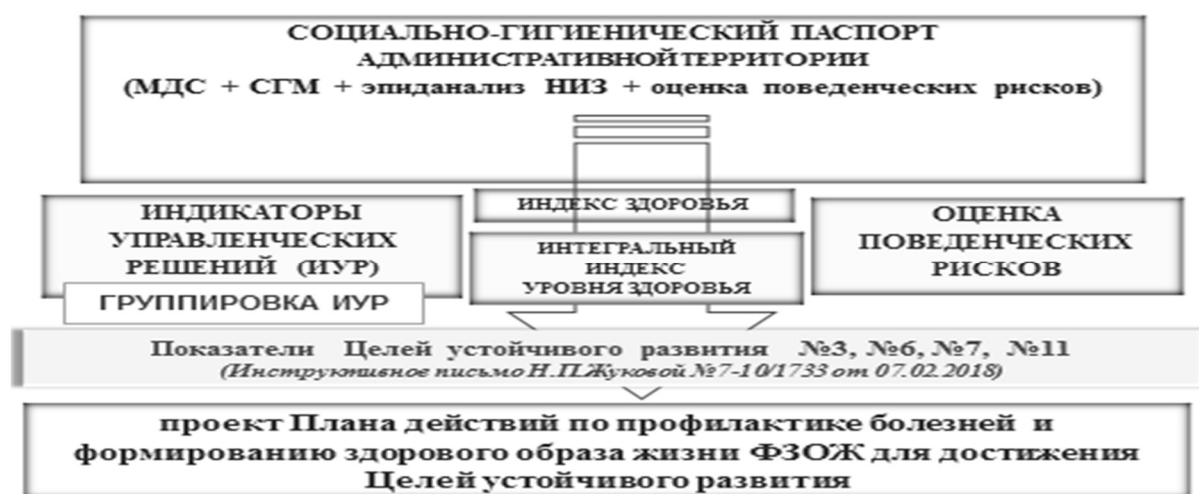 СОЦИАЛЬНО-ГИГИЕНИЧЕСКИЙ ПАСПОРТ
АДМИНИСТРАТИВНОЙ ТЕРРИТОРИИ
(МДС + СГМ + эпиданализ НИЗ + оценка поведенческих рисков)
ИНДИКАТОРЫ
УПРАВЛЕНЧЕСКИХ
РЕШЕНИЙ (ИУР)
ГРУППИРОВКА ИУР
ИНДЕКС ЗДОРОВЬЯ
ИНТЕГРАЛЬНЫЙ
ИНДЕКС
УРОВНЯ ЗДОРОВЬЯ
ОЦЕНКА
ПОВЕДЕНЧЕСКИХ
РИСКОВ
Показатели Целей устойчивого развития №3, №6, №7, №11
(Инструктивное письмо Н.П.Жуковой №7-10/1733 от 07.02.2018)
проект Плана действий по профилактике болезней и
формированию здорового образа жизни ФЗОЖ для достижения
Целей устойчивого развития